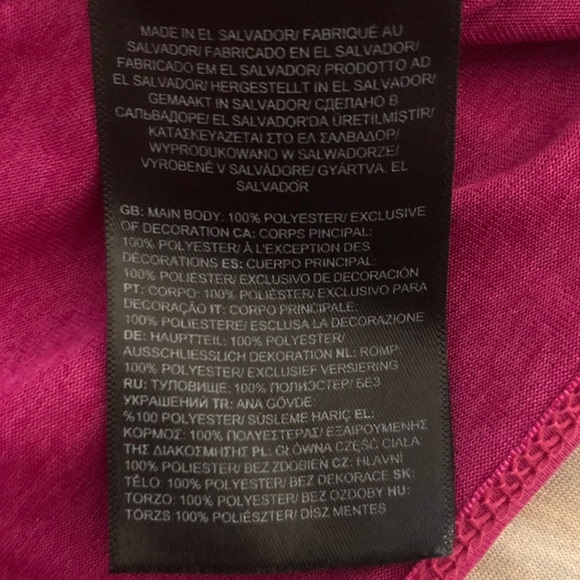 MADE IN EL SALVADOR/ FABRIQUÉ AU
SALVADOR/ FABRICADO EN EL SALVADOR/
FABRICADO EM EL SALVADOR/ PRODOTTO AD
EL SALVADOR/ HERGESTELLT IN EL SALVADOR/
GEMAAKT IN SALVADOR/ СДЕЛАНО В
САЛЬВАДОРЕ/ EL SALVADOR'DA ÜRETİLMİŞTİR/
ΚΑΤΑΣΚΕΥΑΖΕΤΑΙ ΣΤΟ ΕΛ ΣΑΛΒΑΔΟΡ/
WYPRODUKOWANO W SALWADORZE/
VYROBENÉ V SALVÁDORE/ GYÁRTVA. EL
SALVADOR
GB: MAIN BODY: 100% POLYESTER/ EXCLUSIVE
OF DECORATION CA: CORPS PINCIPAL:
100% POLYESTER/ À L'EXCEPTION DES
DÉCORATIONS ES: CUERPO PRINCIPAL:
100% POLIÉSTER/ EXCLUSIVO DE DECORACIÓN
PT: CORPO: 100% POLIÉSTER/ EXCLUSIVO PARA
DECORAÇÃO IT: CORPO PRINCIPALE:
100% POLIESTERE/ ESCLUSA LA DECORAZIONE
DE: HAUPTTEIL: 100% POLYESTER/
AUSSCHLIESSLICH DEKORATION NL: ROMP:
100% POLYESTER/ EXCLUSIEF VERSIERING
RU: ТУЛОВИЩЕ: 100% ПОЛИЭСТЕР/ БЕЗ
УКРАШЕНИЙ TR: ANA GÖVDE:
%100 POLYESTER/ SÜSLEME HARİÇ EL:
ΚΟΡΜΟΣ: 100% ΠΟΛΥΕΣΤΕΡΑΣ/ ΕΞΑΙΡΟΥΜΕΝΗΣ
ΤΗΣ ΔΙΑΚΟΣΜΗΣΗΣ PL: GŁÓWNA CZĘŚĆ CIAŁA
100% POLIESTER/ BEZ ZDOBIEŃ CZ: HLAVNÍ
TĚLO: 100% POLYESTER/ BEZ DEKORACE SK:
TORZO: 100% POLYESTER/ BEZ OZDOBY HU:
TÖRZS:100% POLIÉSZTER/ DÍSZ MENTES